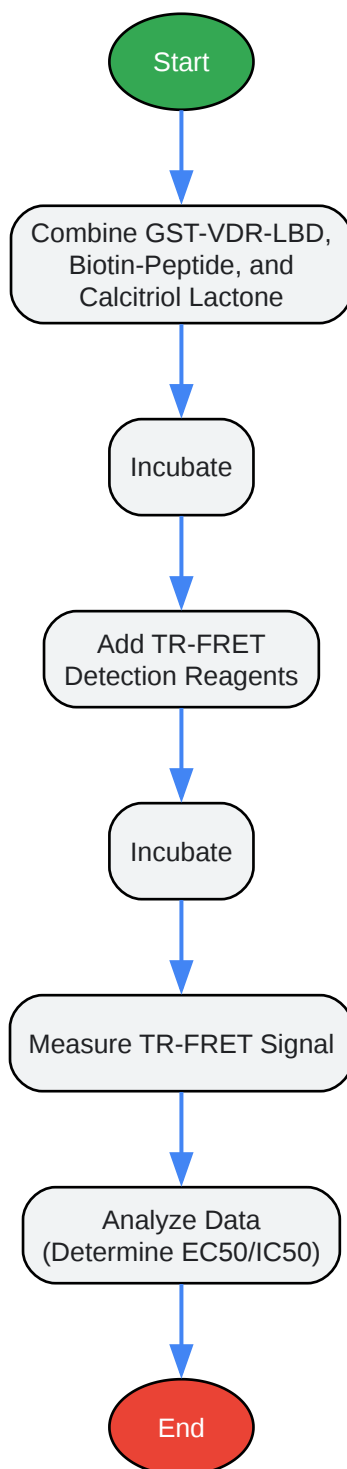 Start
Combine GST-VDR-LBD,
Biotin-Peptide, and
Calcitriol Lactone
Incubate
Add TR-FRET
Detection Reagents
Incubate
Measure TR-FRET Signal
Analyze Data
(Determine EC50/IC50)
End